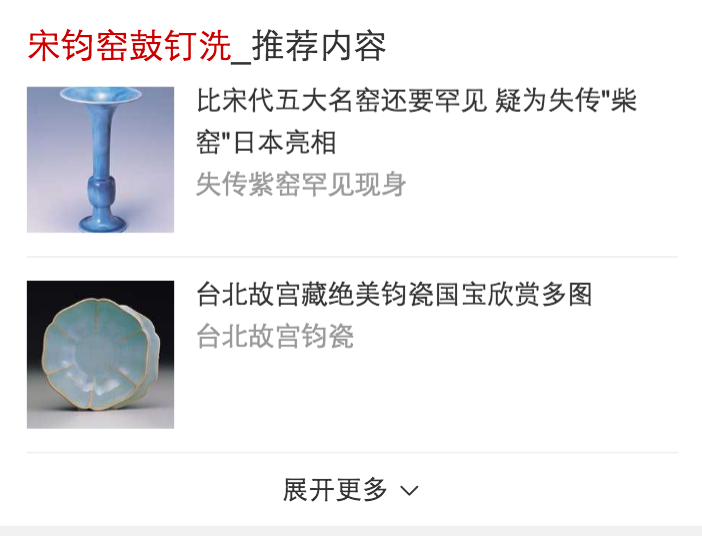 宋钧窑鼓钉洗_推荐内容
比宋代五大名窑还要罕见 疑为失传"柴
窑"日本亮相
失传紫窑罕见现身
台北故宫藏绝美钧瓷国宝欣赏多图
台北故宫钧瓷
展开更多